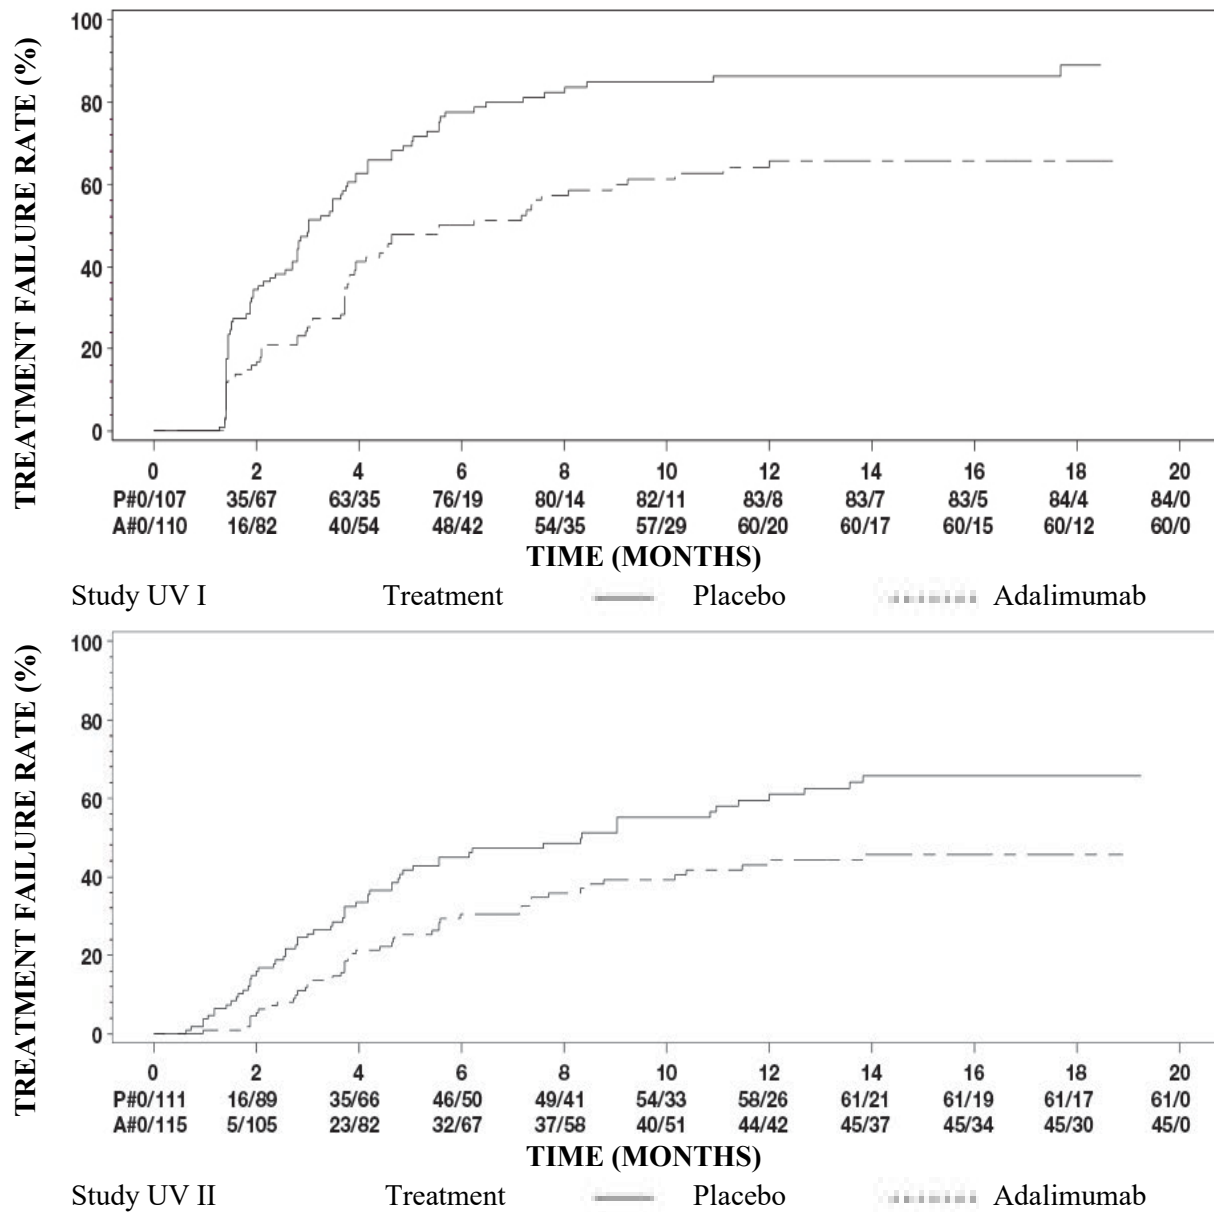 TREATMENT FAILURE RATE (%)
100
80
60
40
20
0
0 2 4 6 8 10 12 14 16 18 20
P#0/107 35/67 63/35 76/19 80/14 82/11 83/8 83/7 83/5 84/4 84/0
A#0/110 16/82 40/54 48/42 54/35 57/29 60/20 60/17 60/15 60/12 60/0
TIME (MONTHS)
Study UV I Treatment Placebo Adalimumab
TREATMENT FAILURE RATE (%)
100
80
60
40
20
0
0 2 4 6 8 10 12 14 16 18 20
P#0/111 16/89 35/66 46/50 49/41 54/33 58/26 61/21 61/19 61/17 61/0
A#0/115 5/105 23/82 32/67 37/58 40/51 44/42 45/37 45/34 45/30 45/0
TIME (MONTHS)
Study UV II Treatment Placebo Adalimumab